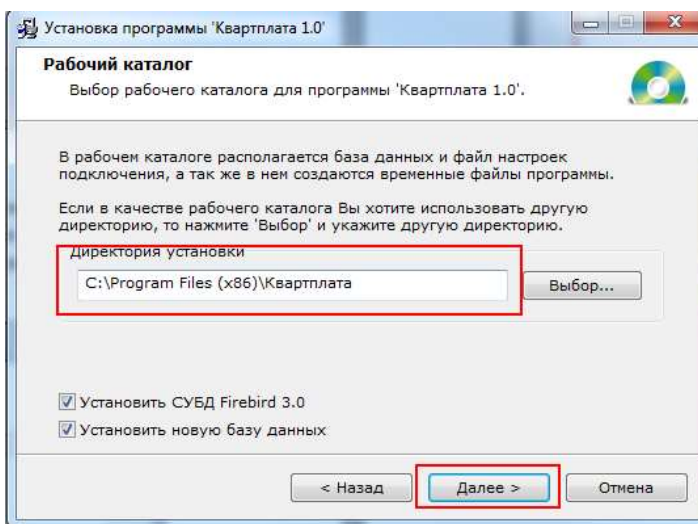 Установка программы 'Квартплата 1.0'
Рабочий каталог
Выбор рабочего каталога для программы 'Квартплата 1.0'.
В рабочем каталоге располагается база данных и файл настроек
подключения, а так же в нем создаются временные файлы программы.
Если в качестве рабочего каталога Вы хотите использовать другую
директорию, то нажмите 'Выбор' и укажите другую директорию.
Директория установки
C:\Program Files (x86)\Квартплата
Выбор...
Установить СУБД Firebird 3.0
Установить новую базу данных
< Назад
Далее >
Отмена